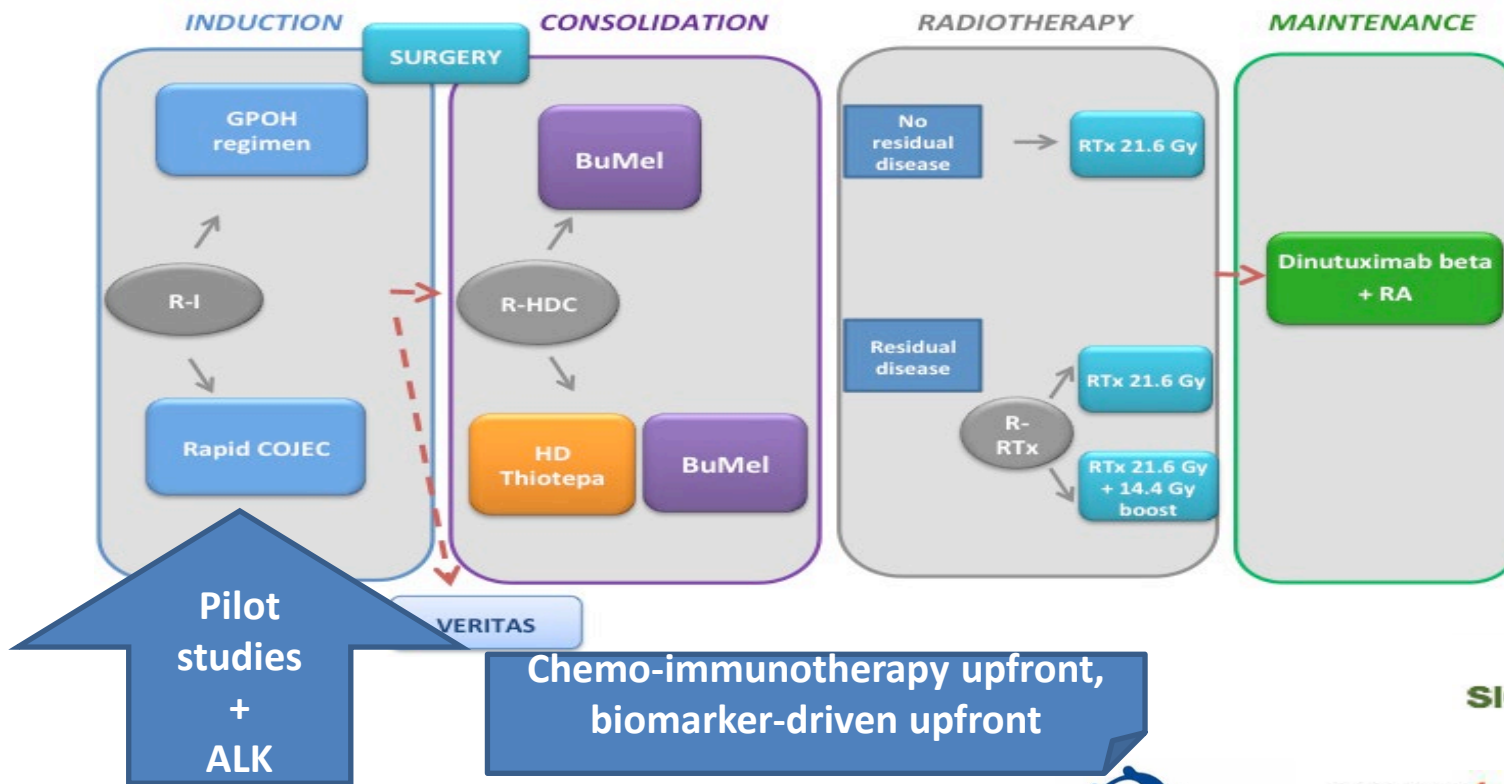 INDUCTION
SURGERY
CONSOLIDATION
RADIOTHERAPY
MAINTENANCE
GPOH
regimen
R-I
Rapid COJEC
BuMel
R-HDC
HD
Thiotepa
BuMel
No
residual
disease
RTx 21.6 Gy
Residual
disease
R-
RTx
RTx 21.6 Gy
RTx 21.6 Gy
+ 14.4 Gy
boost
Dinutuximab beta
+ RA
Pilot
studies
+
ALK
VERITAS
Chemo-immunotherapy upfront,
biomarker-driven upfront